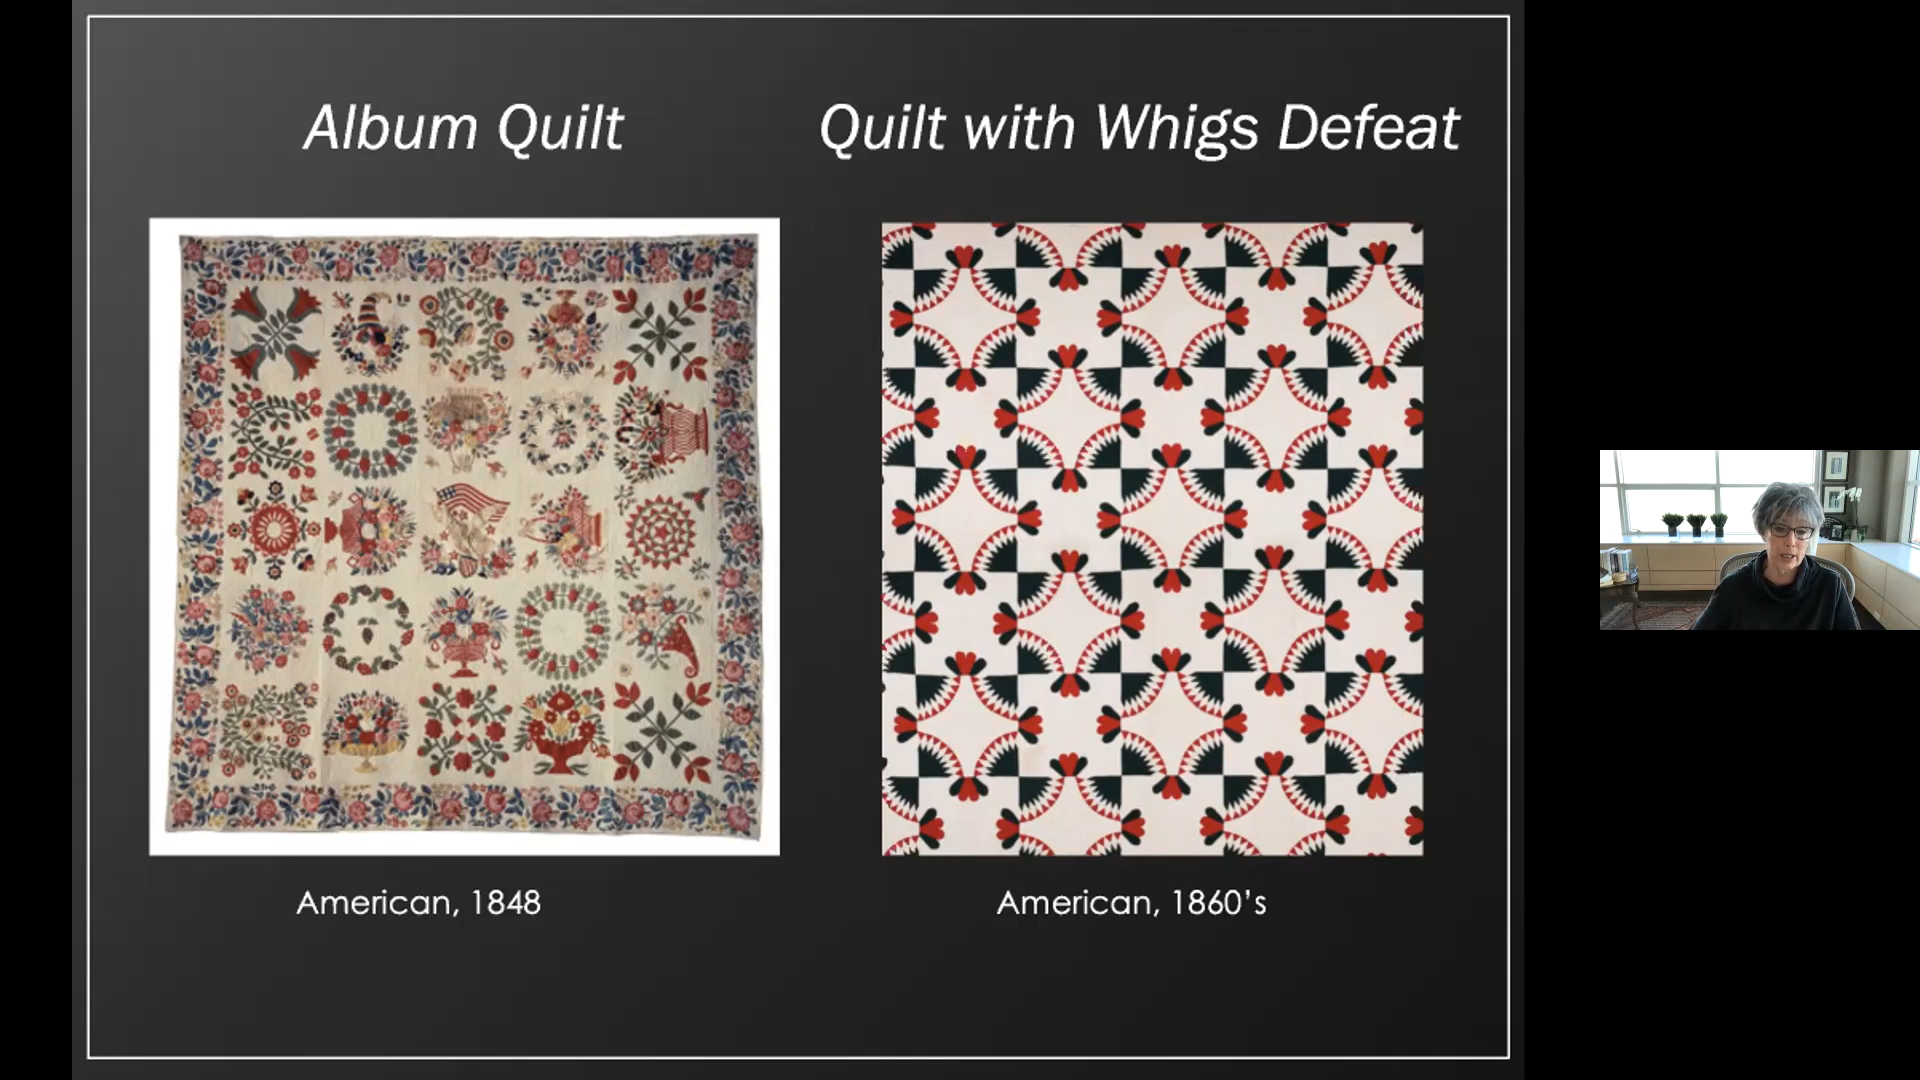 Album Quilt
Quilt with Whigs Defeat
American, 1848
American, 1860's